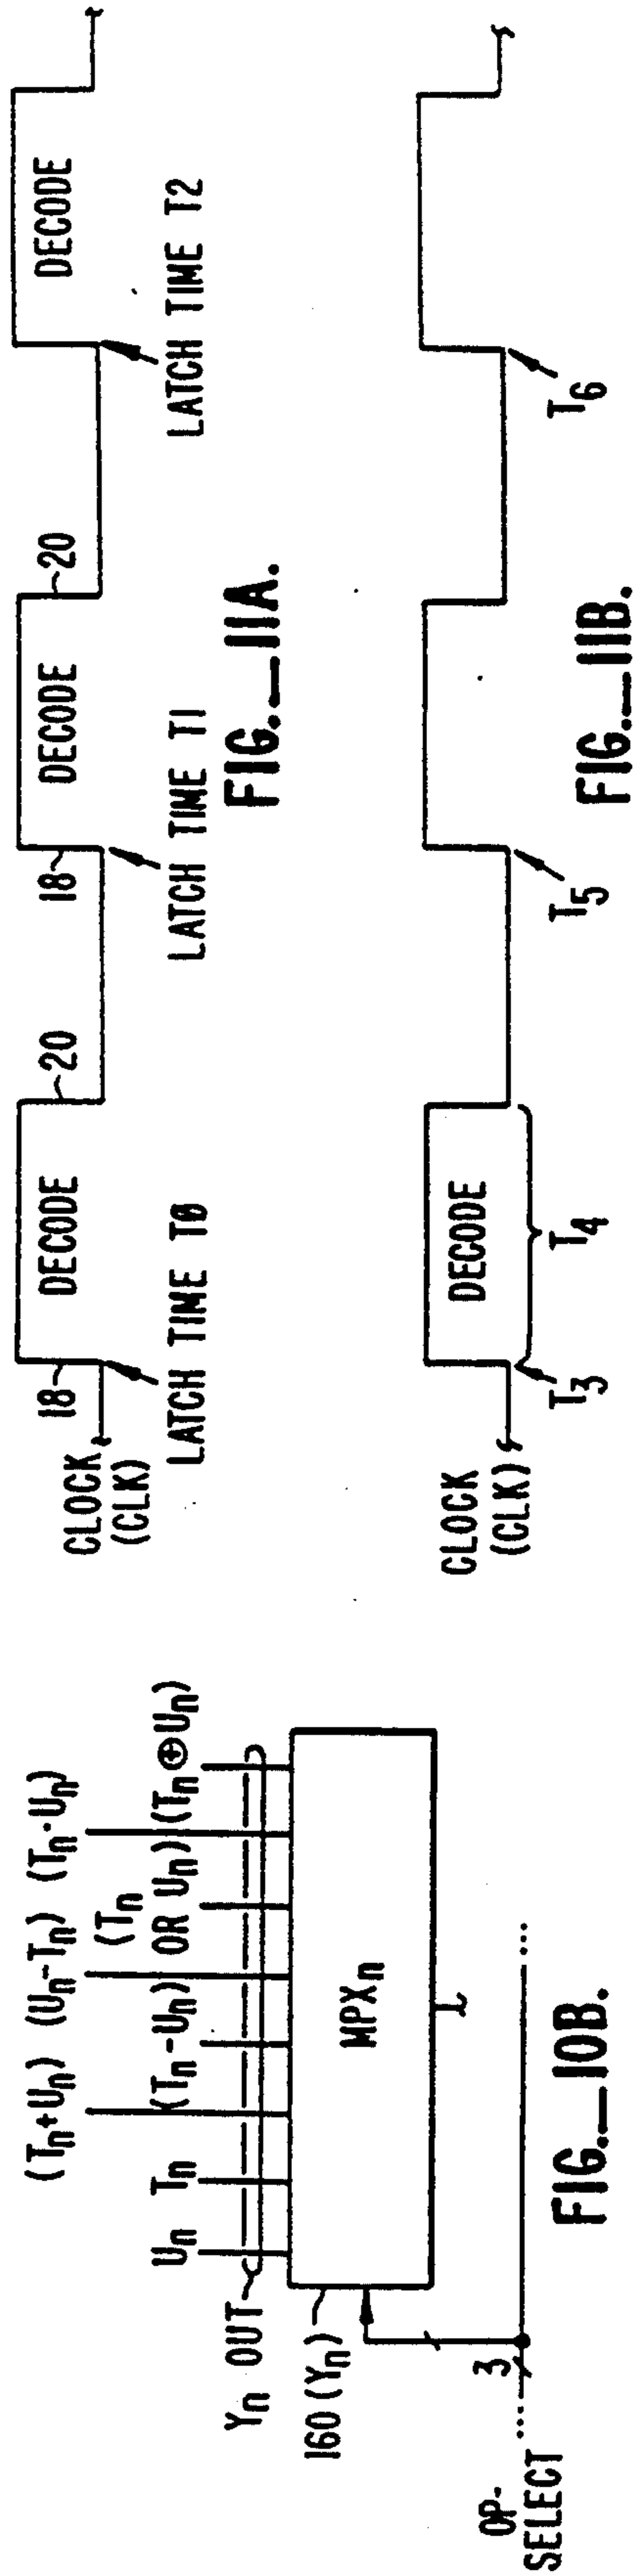 CLOCK
(CLK)
18
DECODE
20
18
DECODE
20
DECODE
LATCH TIME TØ
LATCH TIME T1
LATCH TIME T2
FIG._11A.
CLOCK
(CLK)
DECODE
T3
T4
T5
T6
FIG._11B.
(Tn+Un) (Un-Tn) (Tn·Un)
(Tn
Un Tn (Tn-Un) OR Un) (Tn⊕Un)
Yn OUT
160 (Yn)
MPXn
3
OP-
SELECT
FIG._10B.